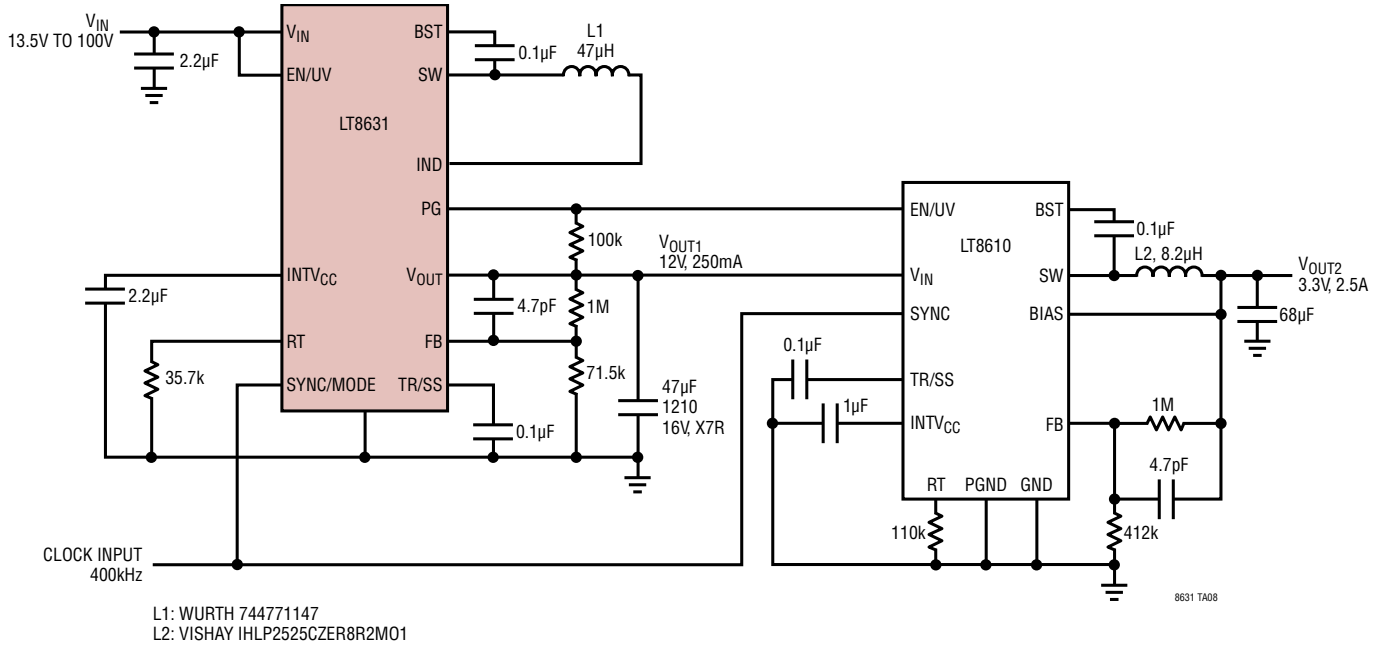 VIN
13.5V TO 100V
2.2µF
VIN
EN/UV
LT8631
BST
SW
IND
PG
VOUT
FB
TR/SS
INTVCC
RT
SYNC/MODE
0.1µF
L1
47µH
2.2µF
35.7k
100k
VOUT1
12V, 250mA
4.7pF
1M
71.5k
47µF
1210
16V, X7R
0.1µF
EN/UV
LT8610
BST
VIN
SW
SYNC
BIAS
TR/SS
INTVCC
FB
RT
PGND
GND
0.1µF
L2, 8.2µH
VOUT2
3.3V, 2.5A
68µF
0.1µF
1µF
1M
4.7pF
110k
412k
CLOCK INPUT
400kHz
8631 TA08
L1: WURTH 744771147
L2: VISHAY IHLP2525CZER8R2MO1